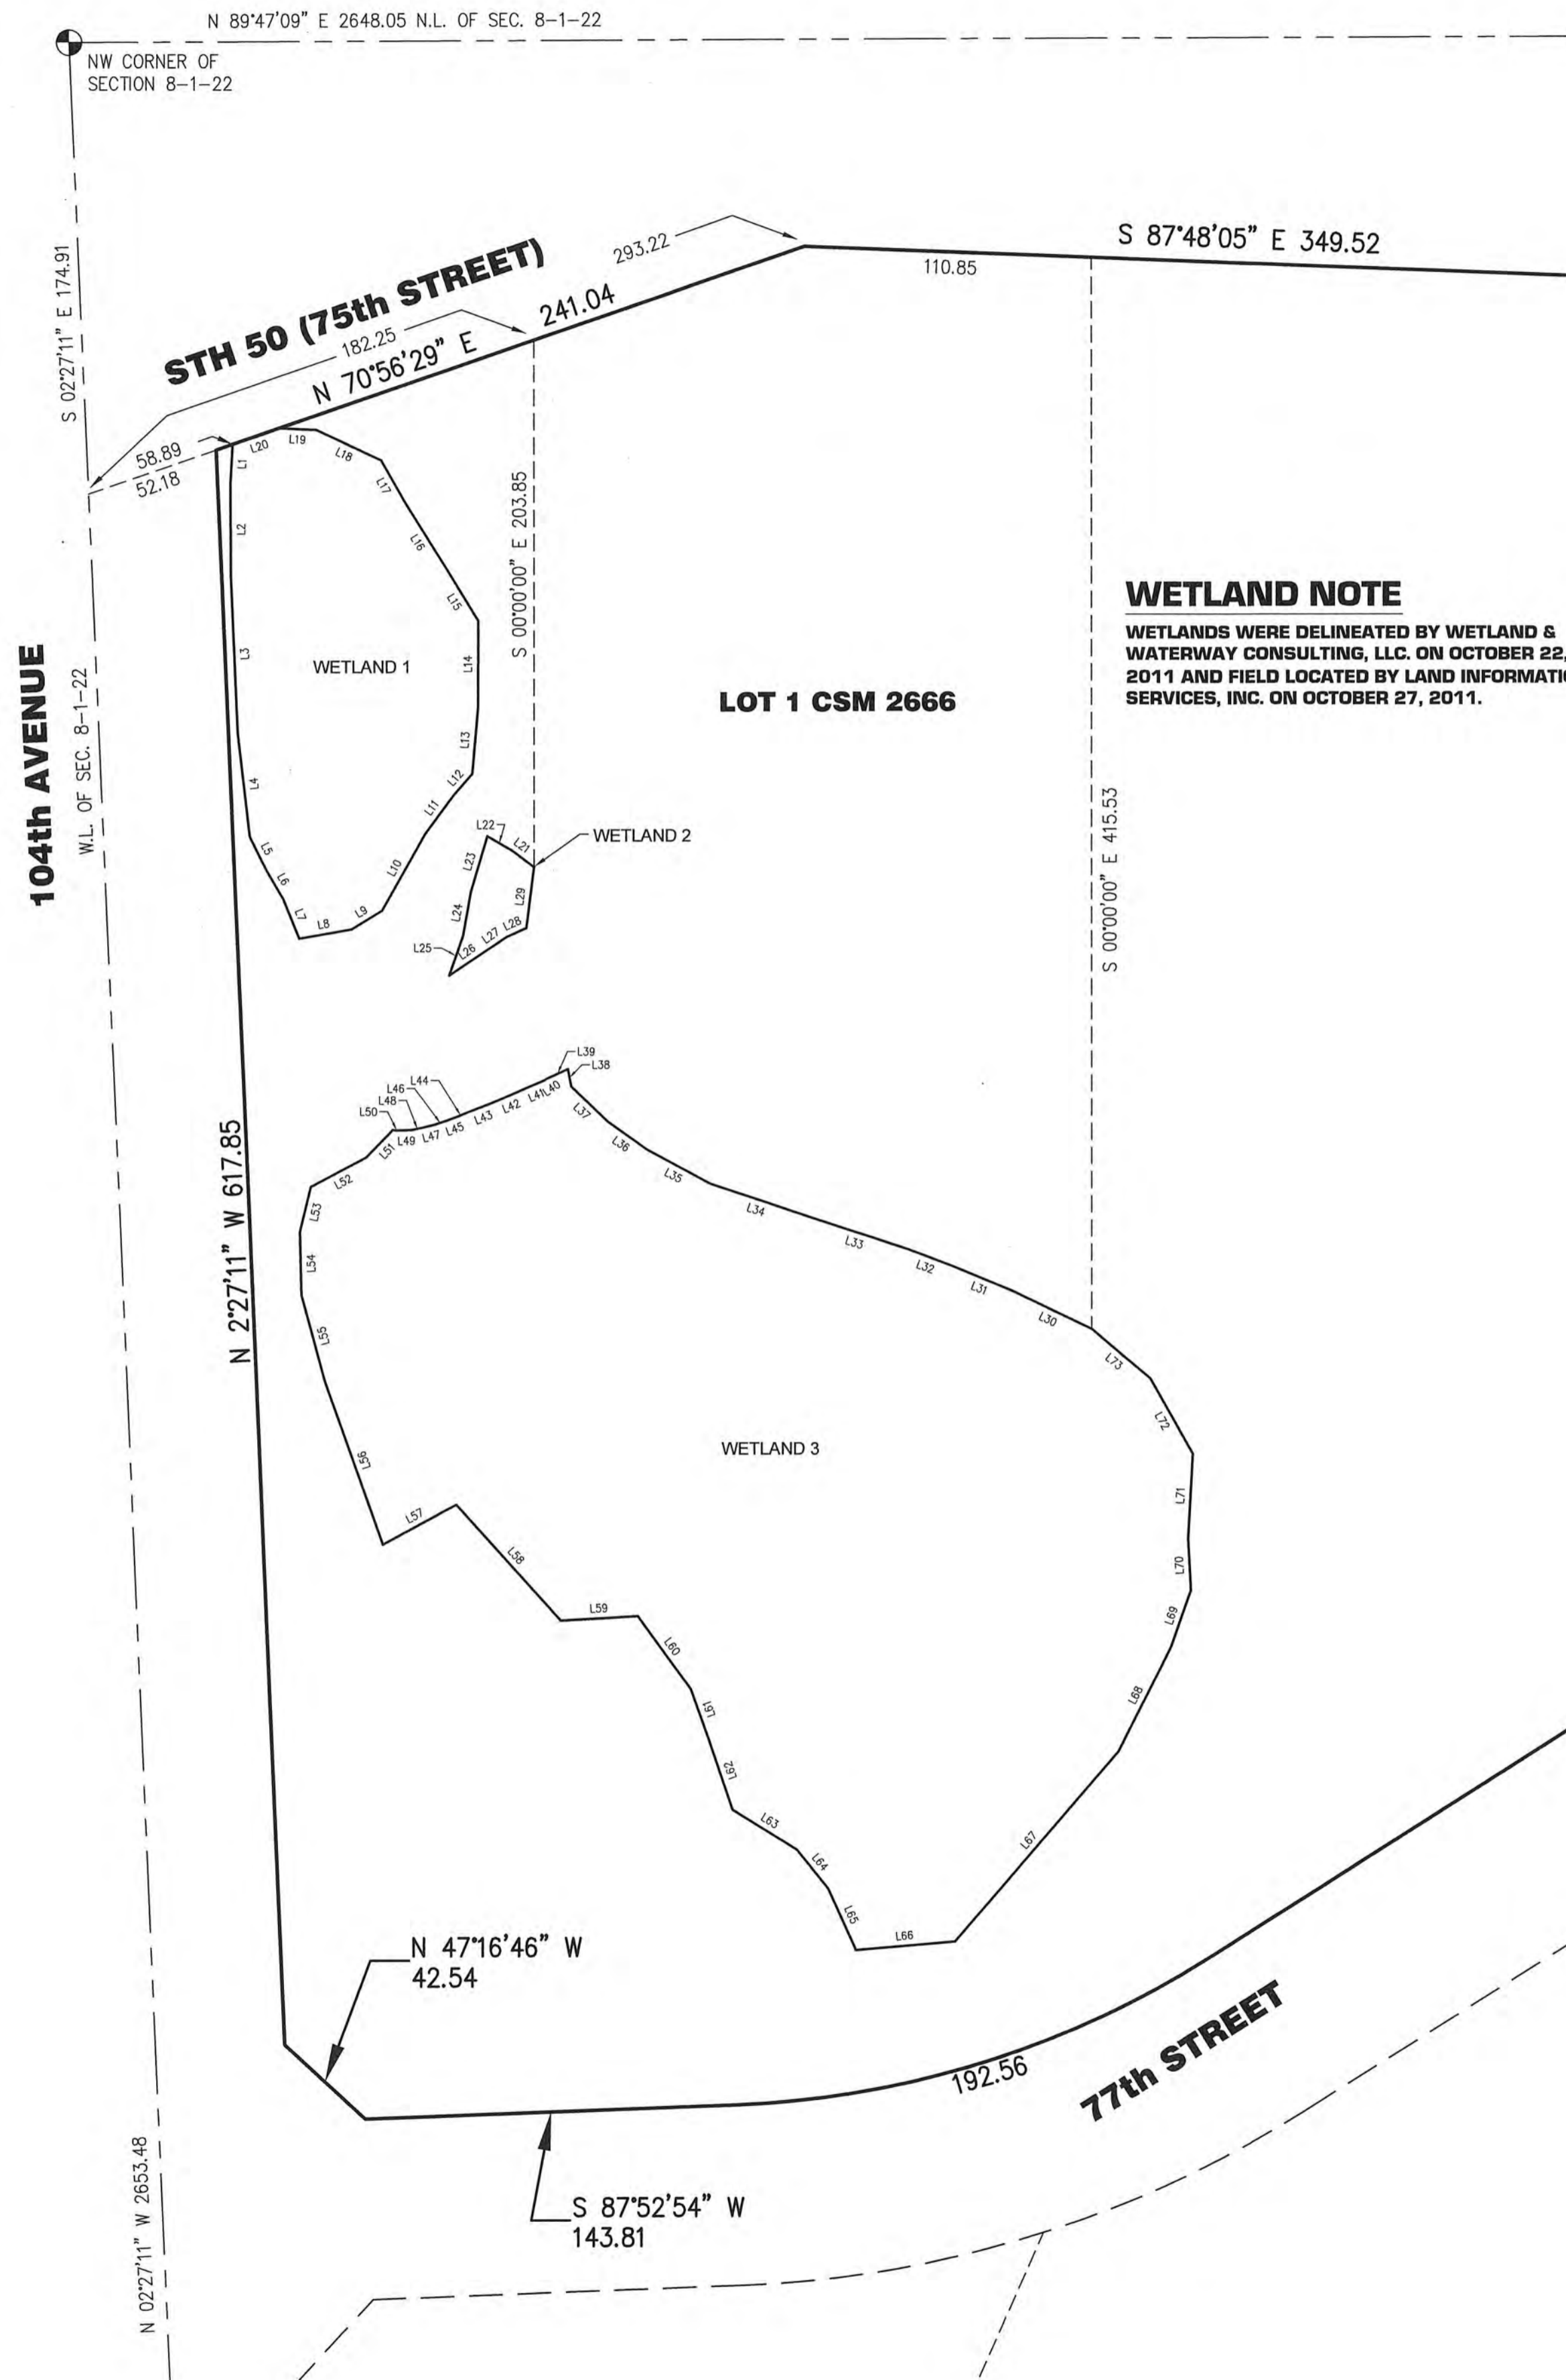 N 89°47'09" E 2648.05 N.L. OF SEC. 8-1-22
NW CORNER OF
SECTION 8-1-22
S 02°27'11" E 174.91
STH 50 (75th STREET)
293.22
S 87°48'05" E 349.52
110.85
182.25
241.04
N 70°56'29" E
58.89
52.18
L20
L19
L18
L1
L17
L2
L16
S 00°00'00" E 203.85
L15
WETLAND NOTE
WETLANDS WERE DELINEATED BY WETLAND &
WATERWAY CONSULTING, LLC. ON OCTOBER 22,
2011 AND FIELD LOCATED BY LAND INFORMATI
SERVICES, INC. ON OCTOBER 27, 2011.
L3
WETLAND 1
L14
LOT 1 CSM 2666
104th AVENUE
W.L. OF SEC. 8-1-22
L13
L4
L12
L11
L22
L21
WETLAND 2
L5
L23
L10
L6
L29
L7
L8
L9
L24
L28
L27
L25
L26
S 00°00'00" E 415.53
L39
L38
L44
L46
L48
L50
L40
L41
L42
L43
L45
L47
L49
L51
L37
L36
L52
L35
L53
L34
L33
L54
L32
L31
L30
N 2°27'11" W 617.85
L55
L73
L72
L56
WETLAND 3
L71
L57
L58
L70
L59
L69
L60
L68
L61
L62
L63
L67
L64
L65
L66
N 47°16'46" W
42.54
192.56
77th STREET
S 87°52'54" W
143.81
N 02°27'11" W 2653.48